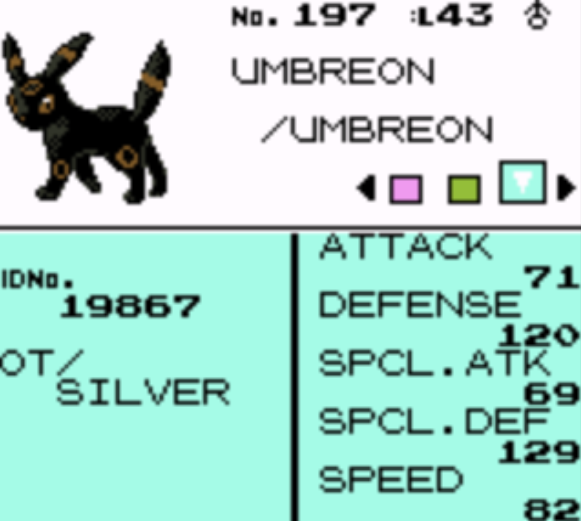 No. 197 :L43 ♂
UMBREON
/UMBREON
IDNo.
19867
OT/
SILVER
ATTACK
71
DEFENSE
120
SPCL.ATK
69
SPCL.DEF
129
SPEED
82